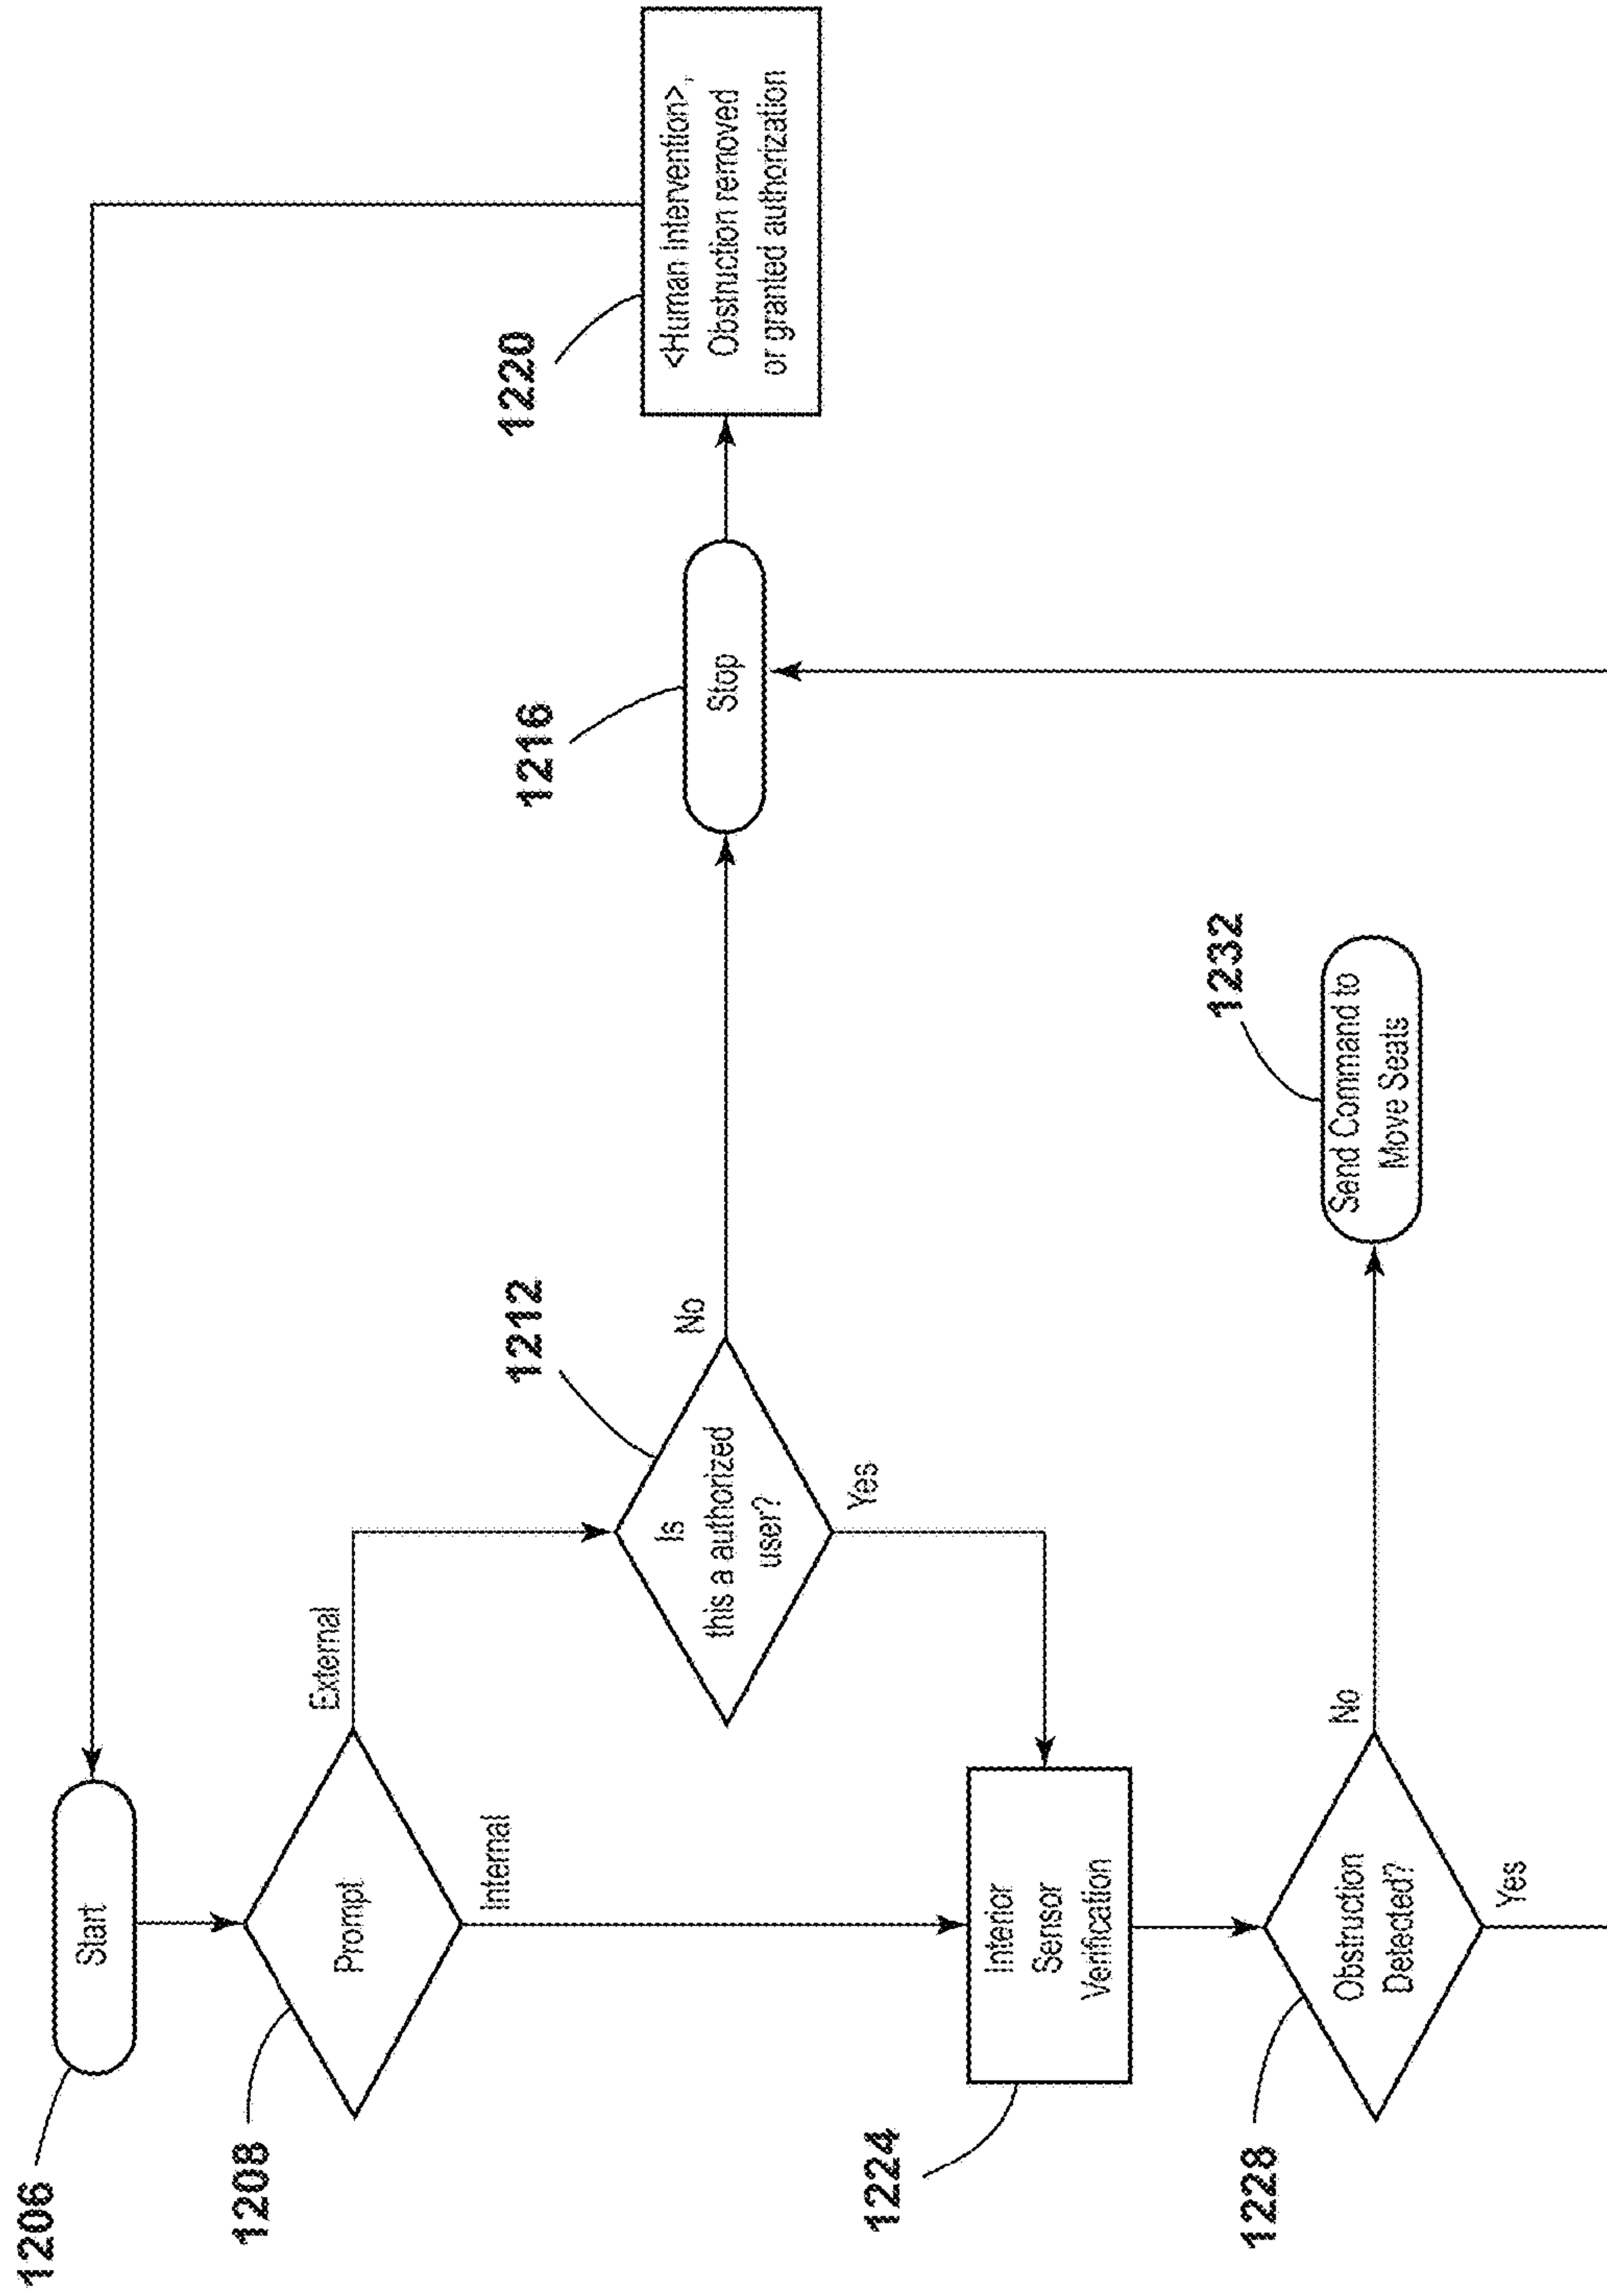 1206
Start
1208
Prompt
External
Internal
1212
Is
this a authorized
user?
No
Yes
1216
Stop
1220
<Human intervention>,
Obstruction removed
or granted authorization
1224
Interior
Sensor
Verification
1228
Obstruction
Detected?
No
Yes
1232
Send Command to
Move Seats